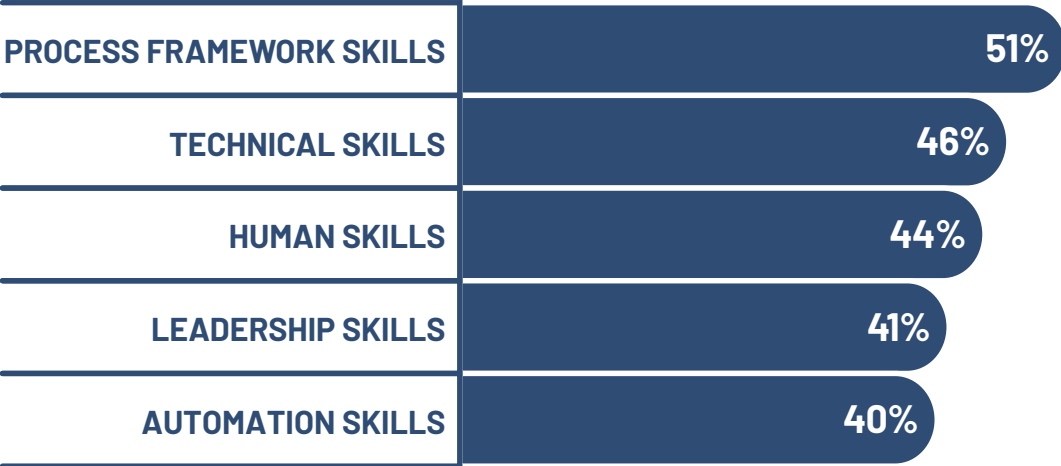 PROCESS FRAMEWORK SKILLS 51%
TECHNICAL SKILLS 46%
HUMAN SKILLS 44%
LEADERSHIP SKILLS 41%
AUTOMATION SKILLS 40%